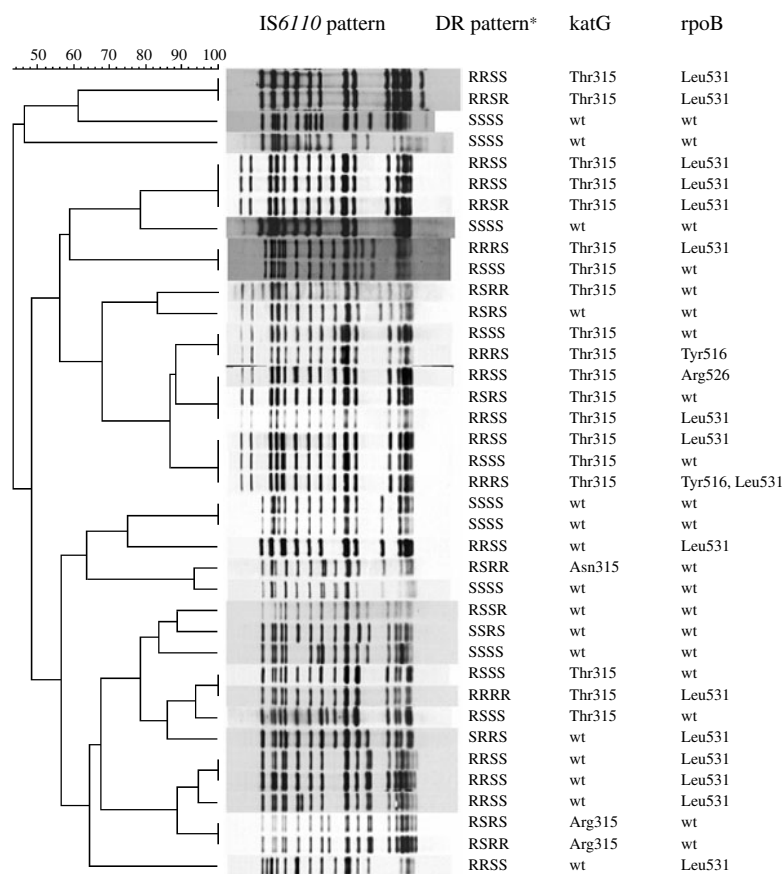 IS6110 pattern DR pattern* katG rpoB
50 60 70 80 90 100
RRSS Thr315 Leu531
RRSR Thr315 Leu531
SSSS wt wt
SSSS wt wt
RRSS Thr315 Leu531
RRSS Thr315 Leu531
RRSR Thr315 Leu531
SSSS wt wt
RRRS Thr315 Leu531
RSSS Thr315 wt
RSRR Thr315 wt
RSRS wt wt
RSSS Thr315 wt
RRRS Thr315 Tyr516
RRSS Thr315 Arg526
RSRS Thr315 wt
RRSS Thr315 Leu531
RRSS Thr315 Leu531
RSSS Thr315 wt
RRRS Thr315 Tyr516, Leu531
SSSS wt wt
SSSS wt wt
RRSS wt Leu531
RSRR Asn315 wt
SSSS wt wt
RSSR wt wt
SSRS wt wt
SSSS wt wt
RSSS Thr315 wt
RRRR Thr315 Leu531
RSSS Thr315 wt
SRRS wt Leu531
RRSS wt Leu531
RRSS wt Leu531
RRSS wt Leu531
RSRS Arg315 wt
RSRR Arg315 wt
RRSS wt Leu531